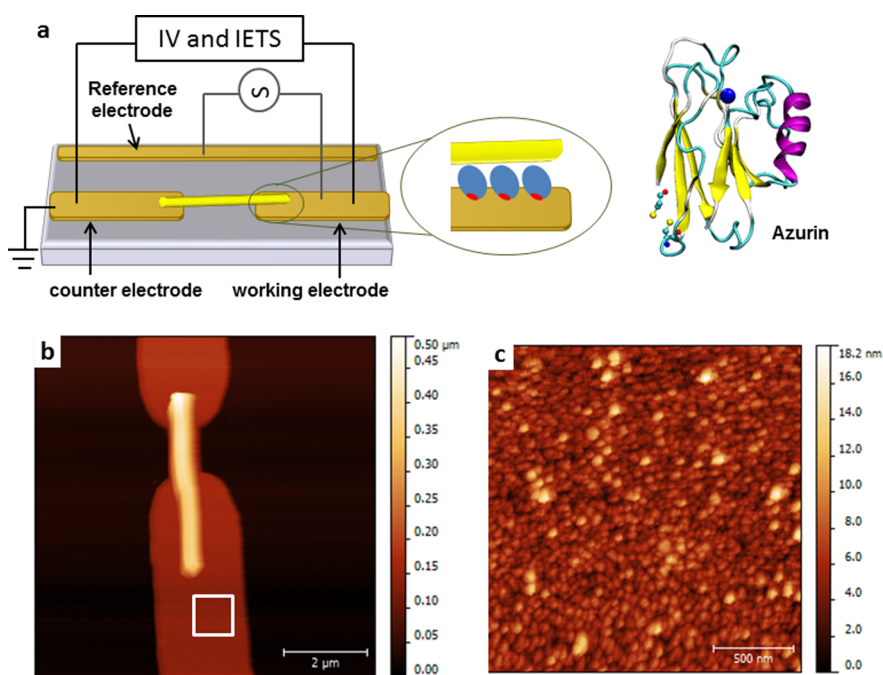 a
IV and IETS
Reference
electrode
S
counter electrode
working electrode
Azurin
b
0.50 µm
0.45
0.40
0.35
0.30
0.25
0.20
0.15
0.10
0.05
0.00
2 µm
c
18.2 nm
16.0
14.0
12.0
10.0
8.0
6.0
4.0
2.0
0.0
500 nm